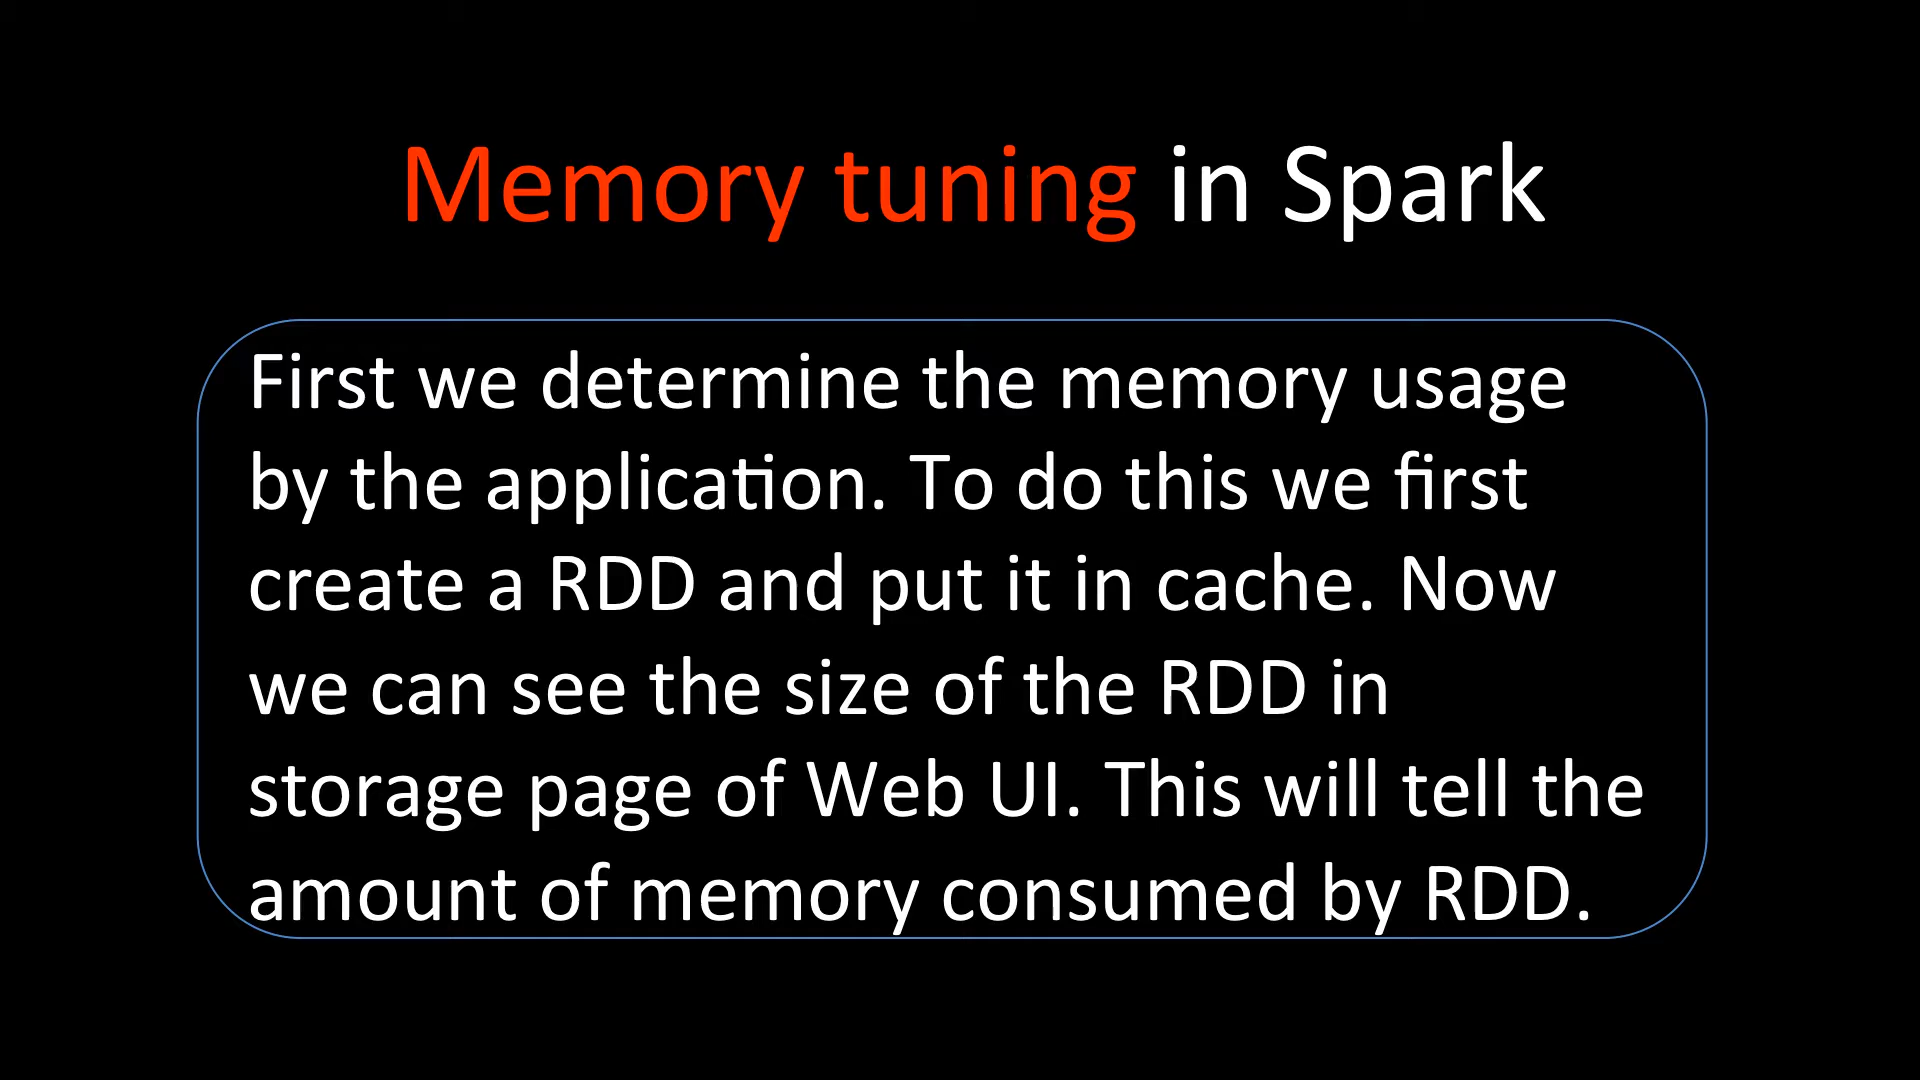 Memory tuning in Spark
First we determine the memory usage
by the application. To do this we first
create a RDD and put it in cache. Now
we can see the size of the RDD in
storage page of Web UI. This will tell the
amount of memory consumed by RDD.